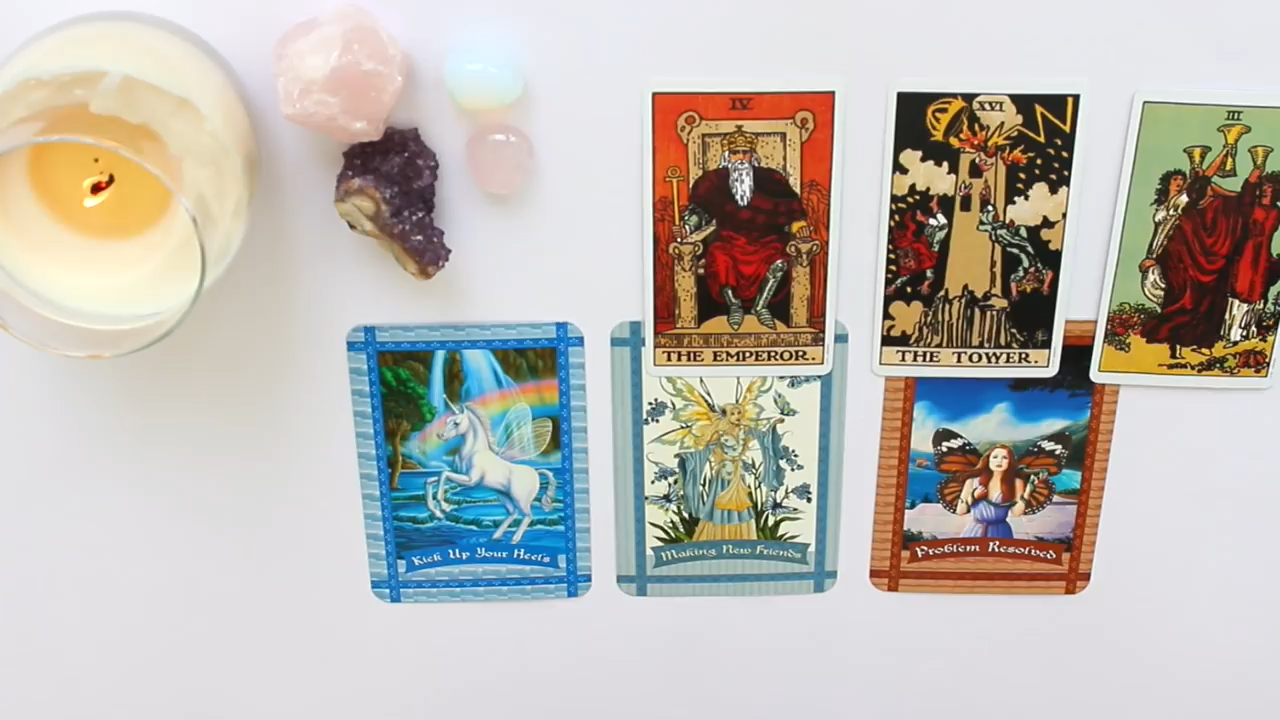 IV
THE EMPEROR.
XVI
THE TOWER.
III
Kick Up Your Heels
Making New Friends
Problem Resolved